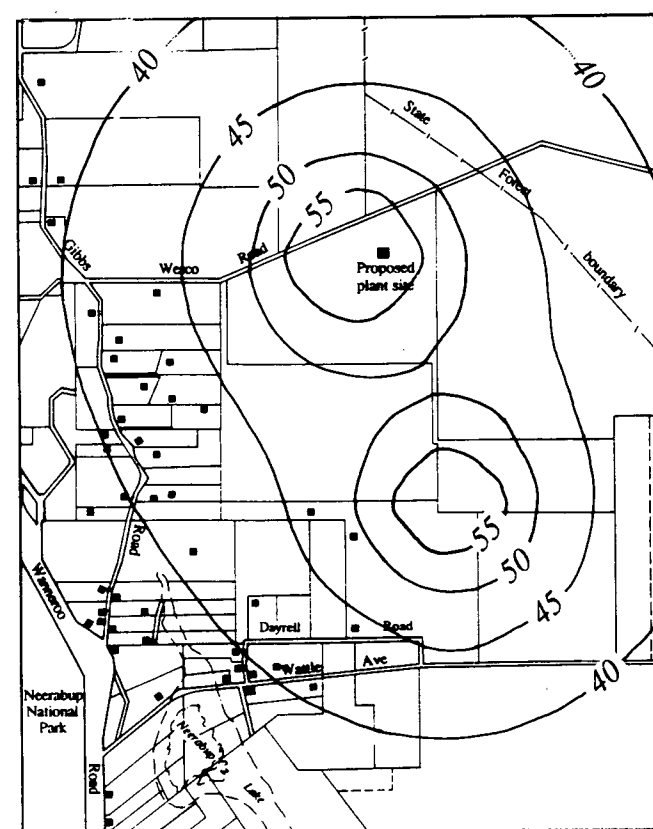 40
40
45
State
50
Forest
55
Gibbs
Road
Wesco
Proposed
plant site
boundary
55
Road
50
Wanneroo
45
Dayrell Road
Wattle Ave
40
Neerabup
National
Park
Neerabup
Road
Lake